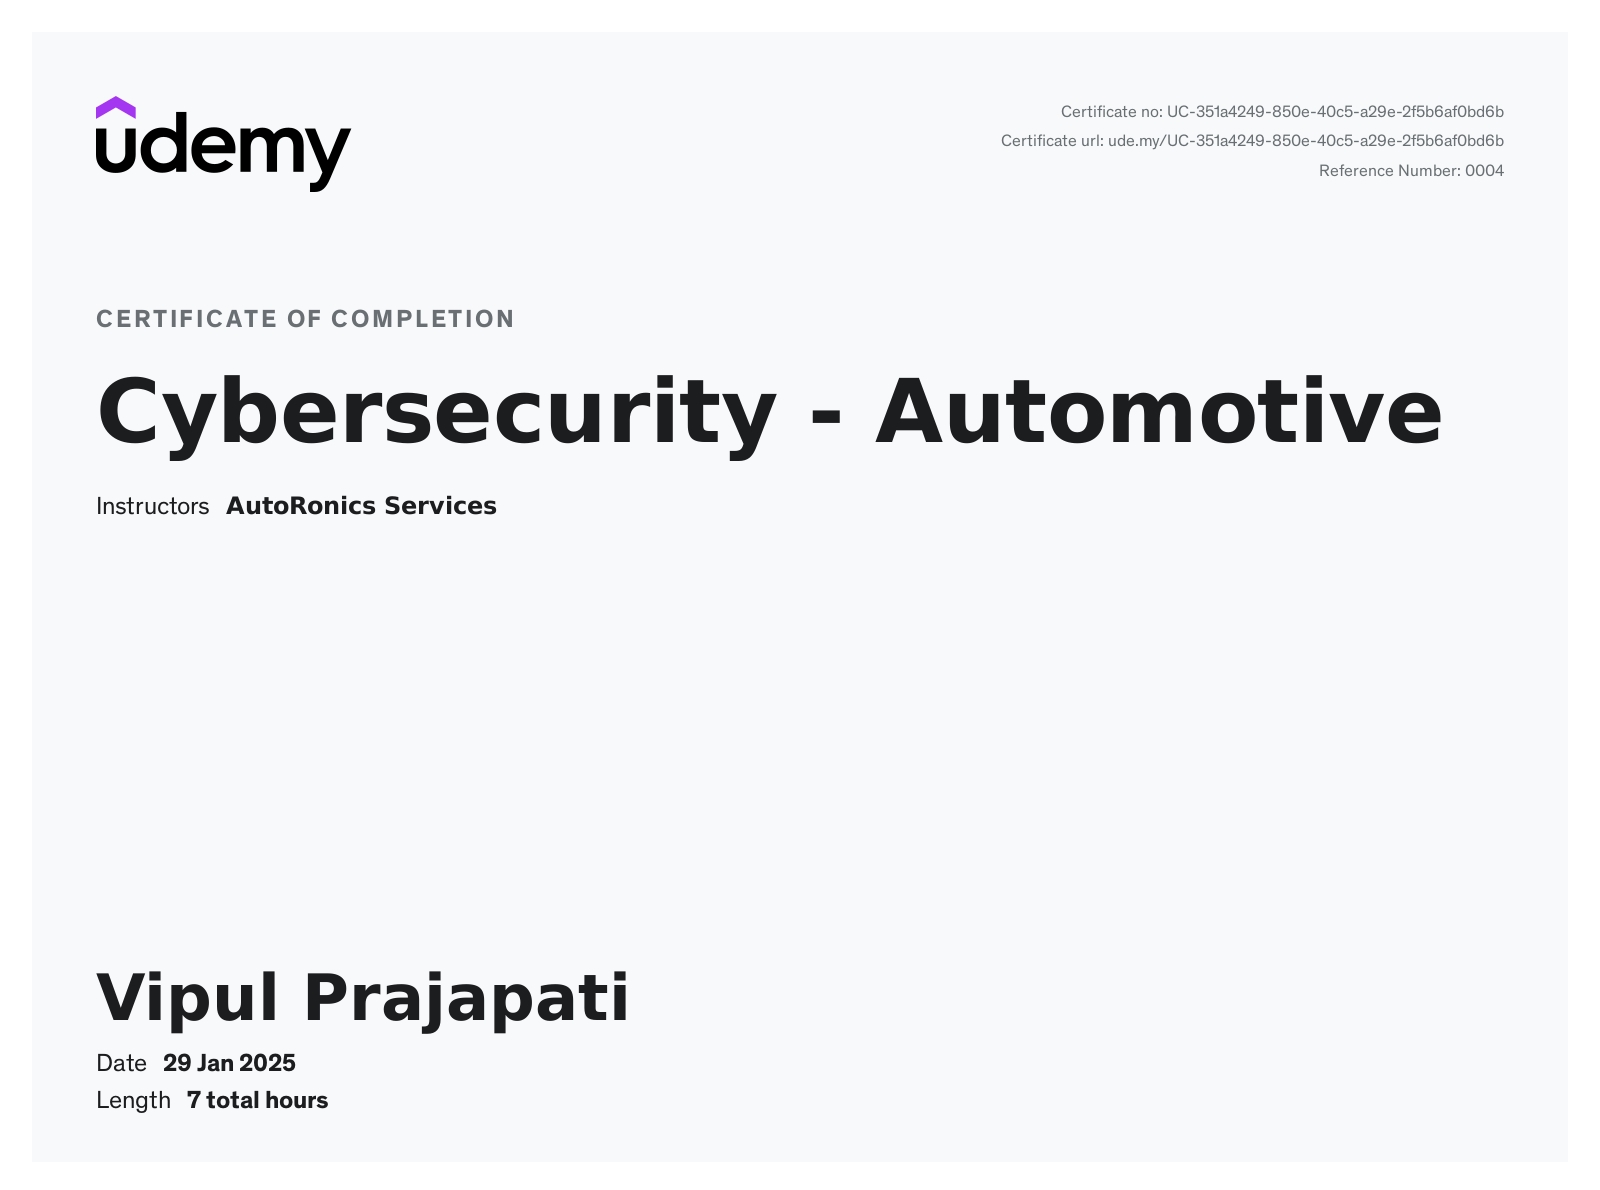 udemy
Certificate no: UC-351a4249-850e-40c5-a29e-2f5b6af0bd6b
Certificate url: ude.my/UC-351a4249-850e-40c5-a29e-2f5b6af0bd6b
Reference Number: 0004
CERTIFICATE OF COMPLETION
Cybersecurity - Automotive
Instructors AutoRonics Services
Vipul Prajapati
Date 29 Jan 2025
Length 7 total hours